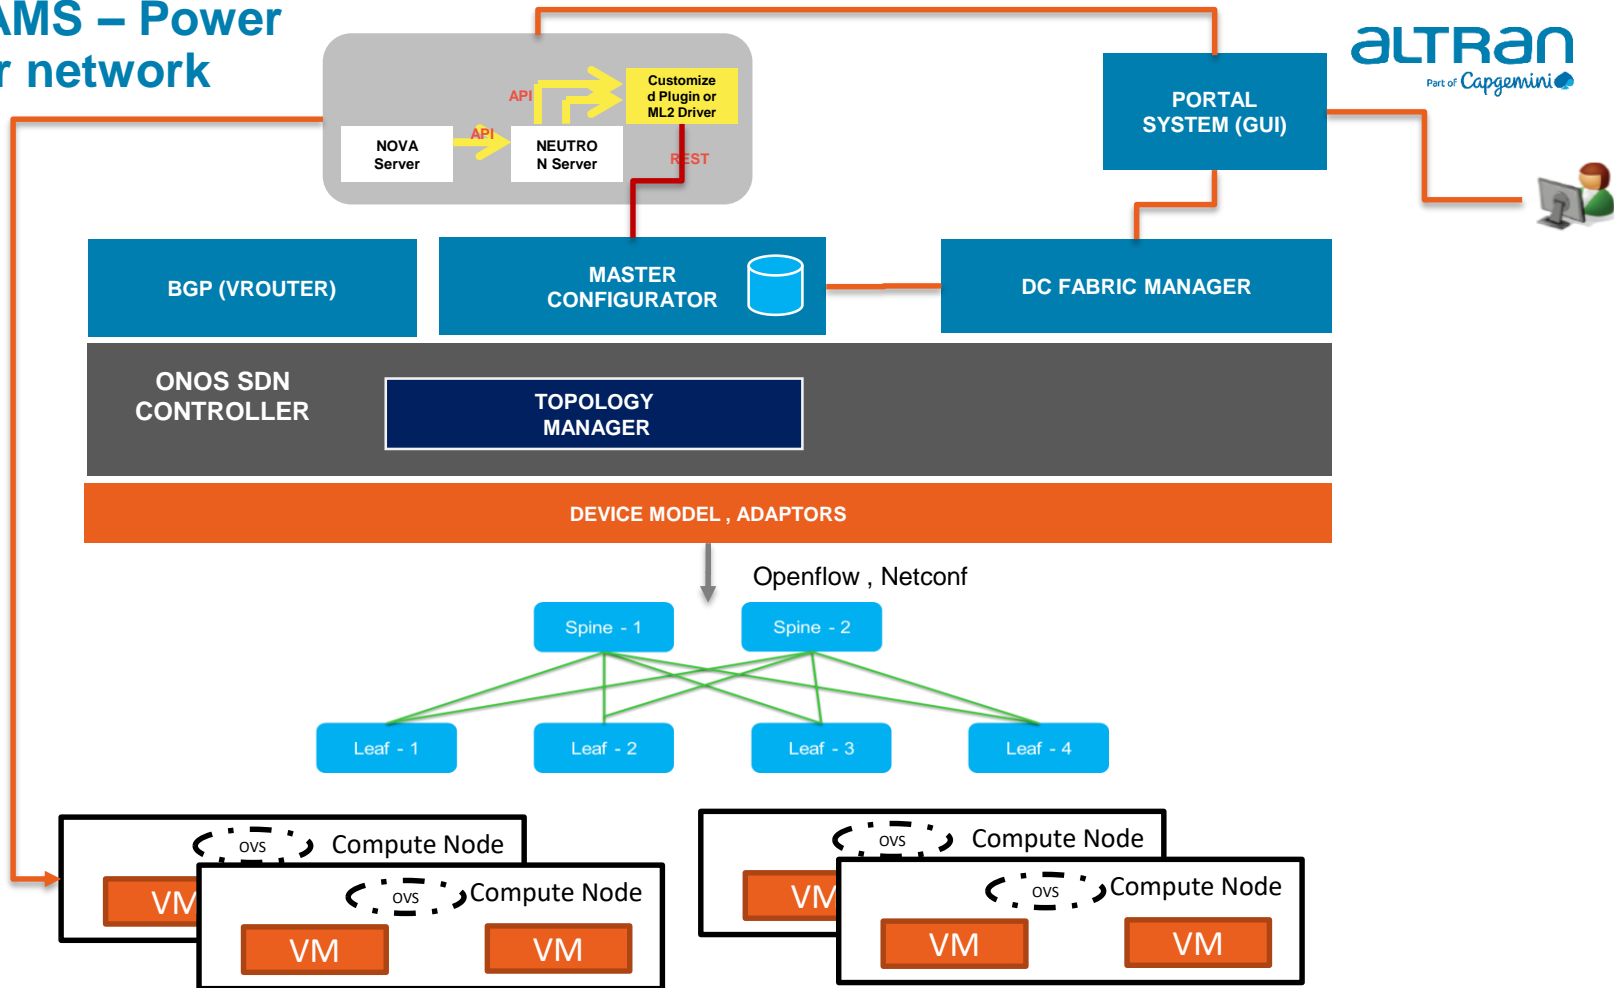 AMS – Power
r network
aLTRan
Part of Capgemini
Customize
d Plugin or
ML2 Driver
API
API
NOVA
Server
NEUTRO
N Server
REST
PORTAL
SYSTEM (GUI)
BGP (VROUTER)
MASTER
CONFIGURATOR
DC FABRIC MANAGER
ONOS SDN
CONTROLLER
TOPOLOGY
MANAGER
DEVICE MODEL , ADAPTORS
Openflow , Netconf
Spine - 1
Spine - 2
Leaf - 1
Leaf - 2
Leaf - 3
Leaf - 4
OVS
Compute Node
VM
OVS
Compute Node
VM
VM
OVS
Compute Node
VM
OVS
Compute Node
VM
VM